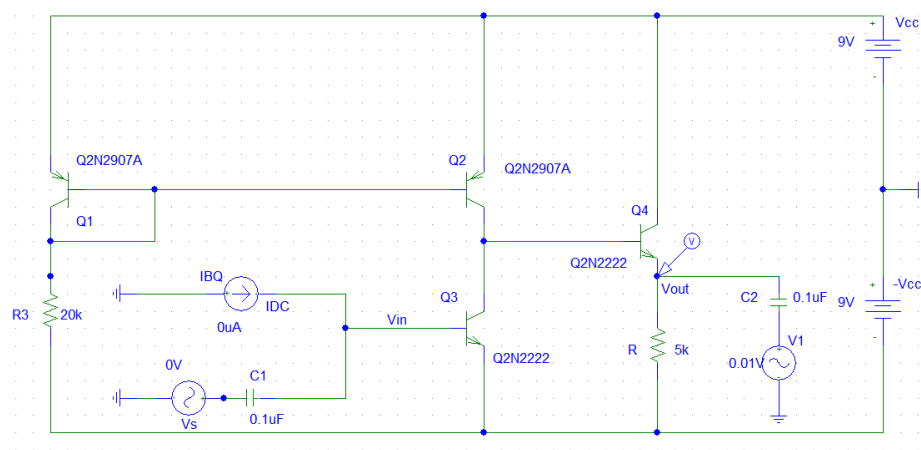 Vcc
9V
Q2N2907A
Q2
Q2N2907A
Q1
Q4
Q2N2222
V
IBQ
IDC
0uA
Vin
Q3
Q2N2222
R3
20k
Vout
C2
0.1uF
-Vcc
9V
R
5k
V1
0.01V
0V
C1
0.1uF
Vs